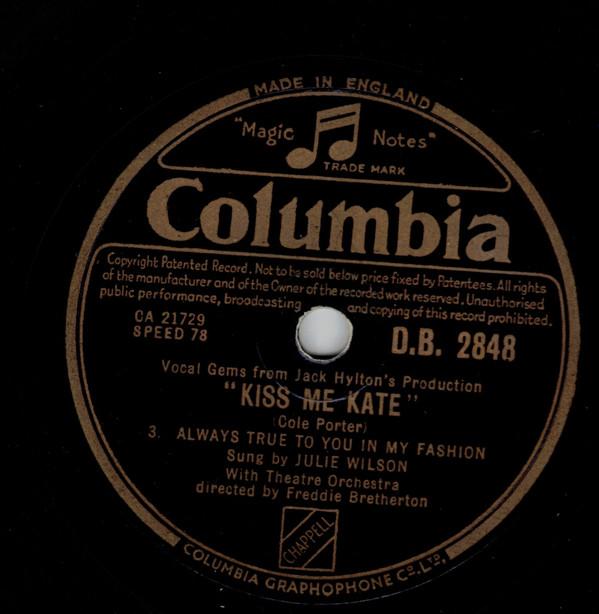 MADE IN ENGLAND
"Magic Notes"
TRADE MARK
Columbia
Copyright Patented Record. Not to be sold below price fixed by Patentees. All rights
of the manufacturer and of the Owner of the recorded work reserved. Unauthorised
public performance, broadcasting and copying of this record prohibited.
CA 21729
SPEED 78
D.B. 2848
Vocal Gems from Jack Hylton's Production
"KISS ME KATE"
(Cole Porter)
3. ALWAYS TRUE TO YOU IN MY FASHION
Sung by JULIE WILSON
With Theatre Orchestra
directed by Freddie Bretherton
CHAPPELL
COLUMBIA GRAPHOPHONE CO. LTD.